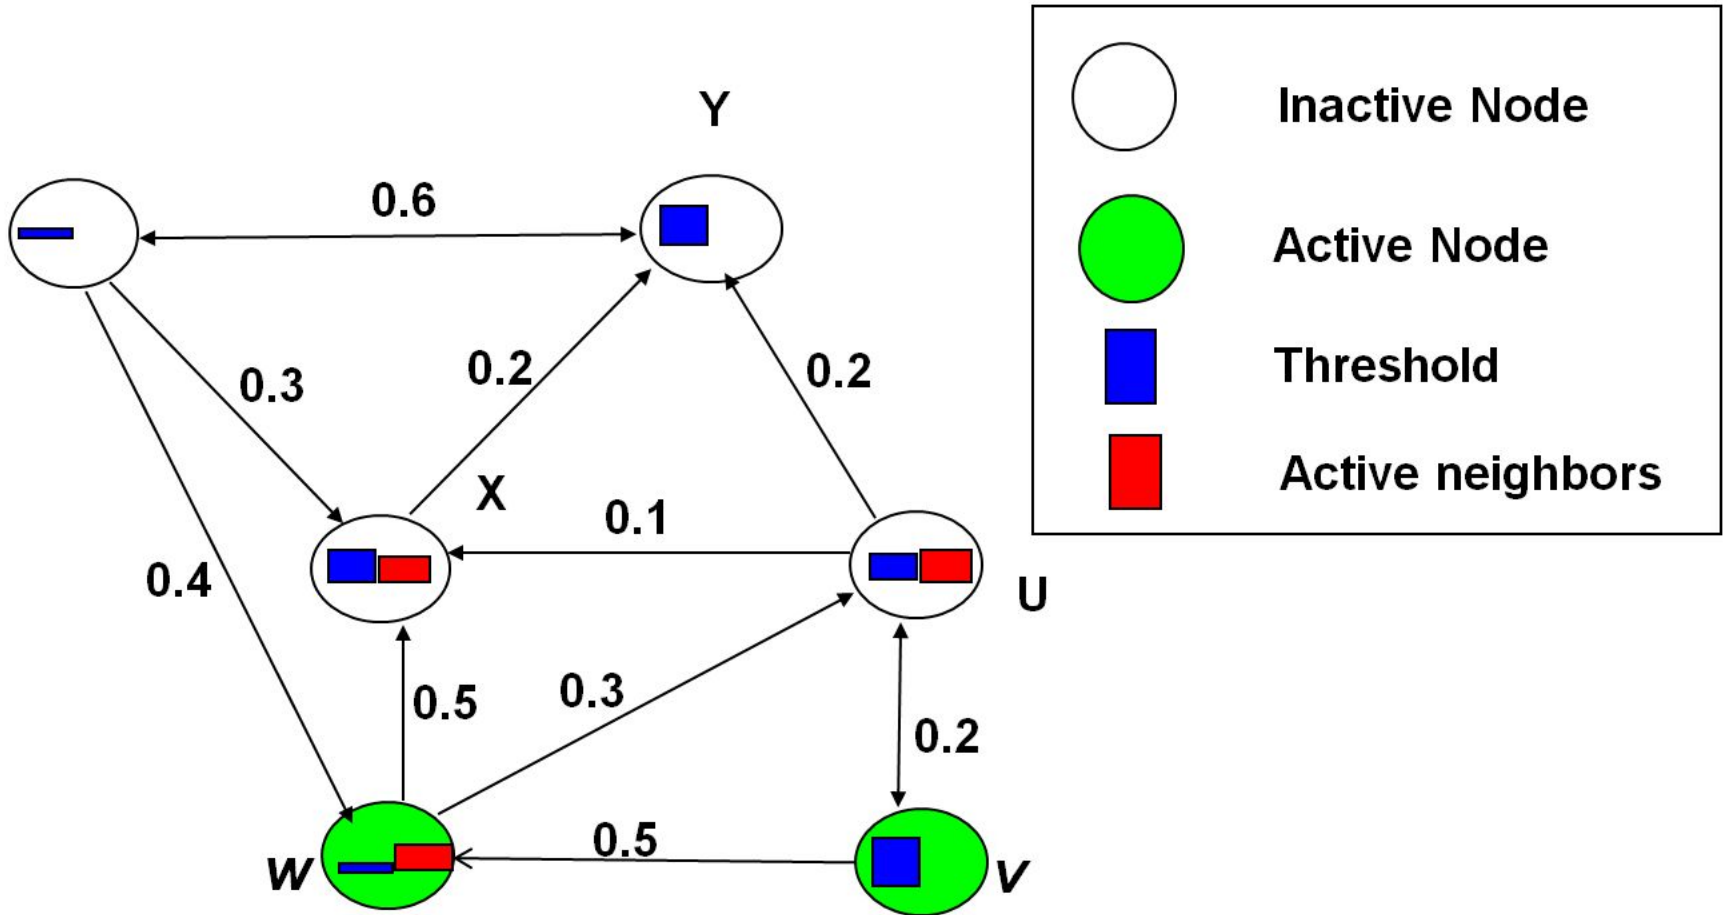 Y
0.6
0.3
0.2
0.2
X
0.1
0.4
U
0.5
0.3
0.2
0.5
w
v
Inactive Node
Active Node
Threshold
Active neighbors